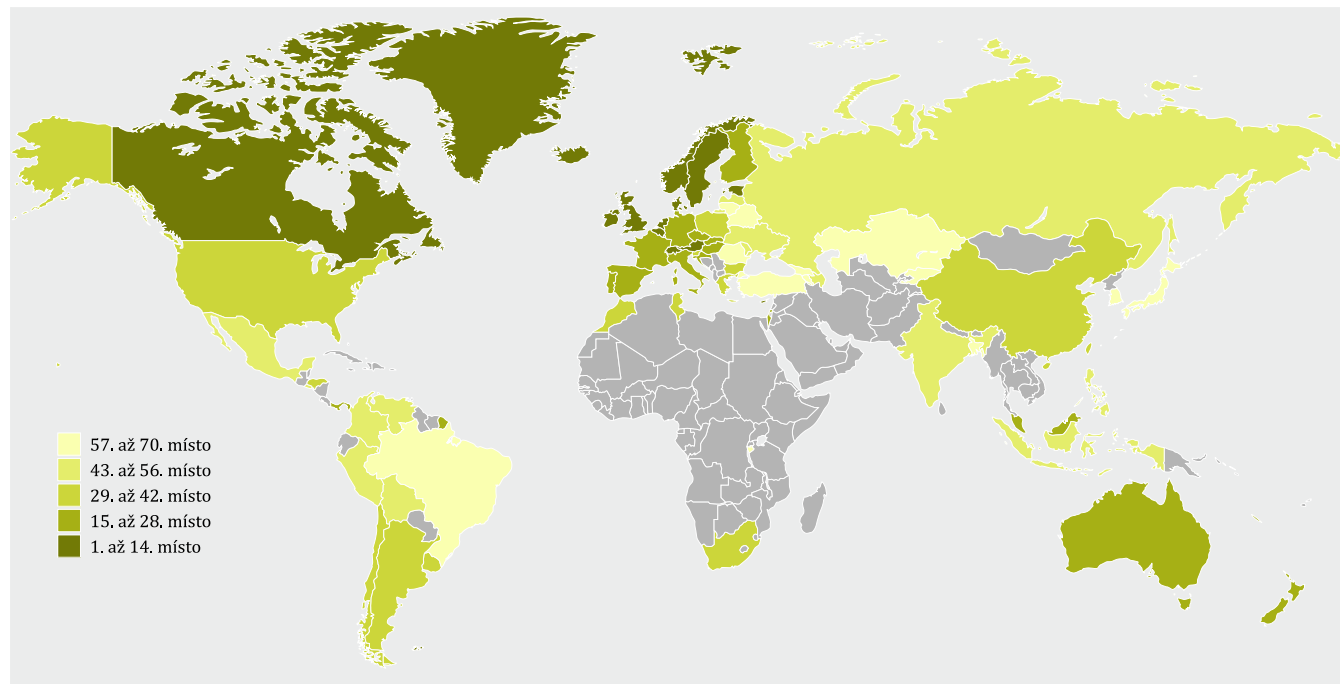 57. až 70. místo
43. až 56. místo
29. až 42. místo
15. až 28. místo
1. až 14. místo